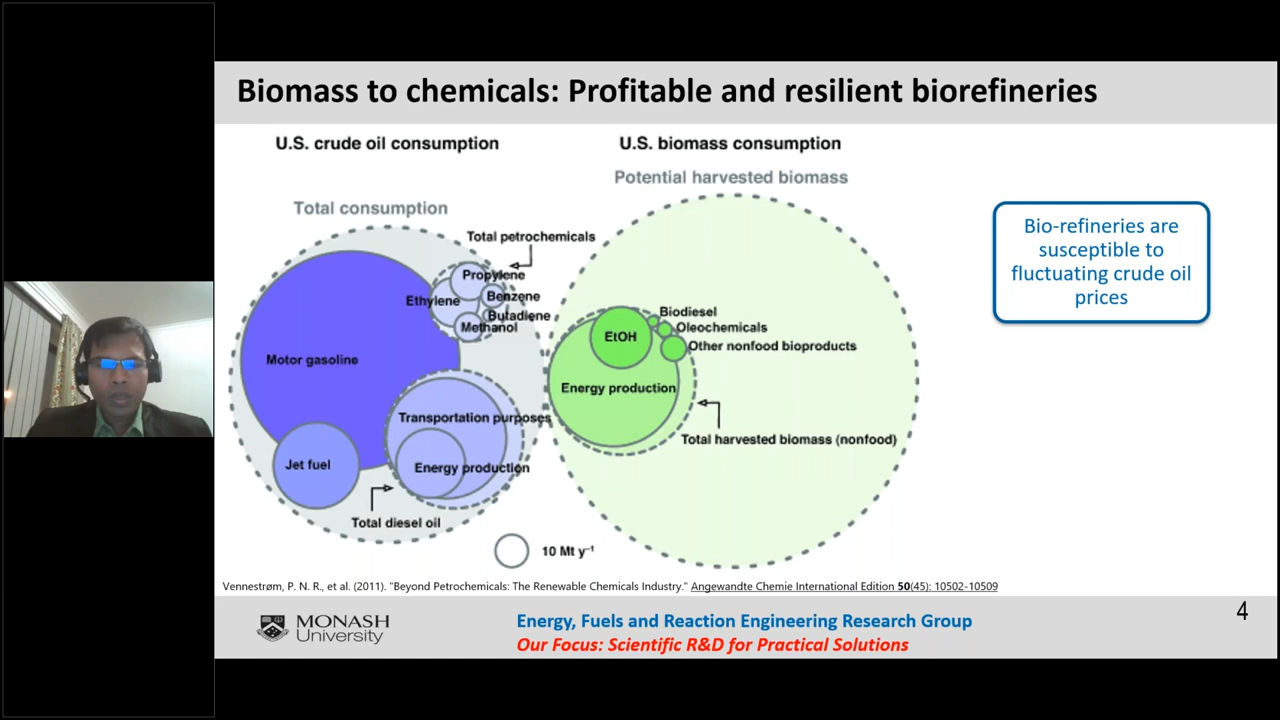 Biomass to chemicals: Profitable and resilient biorefineries
U.S. crude oil consumption
U.S. biomass consumption
Potential harvested biomass
Total consumption
Total petrochemicals
Propylene
Ethylene
Benzene
Butadiene
Methanol
Motor gasoline
Transportation purposes
Jet fuel
Energy production
Total diesel oil
10 Mt y⁻¹
Biodiesel
EtOH
Oleochemicals
Other nonfood bioproducts
Energy production
Total harvested biomass (nonfood)
Bio-refineries are
susceptible to
fluctuating crude oil
prices
Vennestrøm, P. N. R., et al. (2011). "Beyond Petrochemicals: The Renewable Chemicals Industry." Angewandte Chemie International Edition 50(45): 10502-10509
MONASH
University
Energy, Fuels and Reaction Engineering Research Group
Our Focus: Scientific R&D for Practical Solutions
4